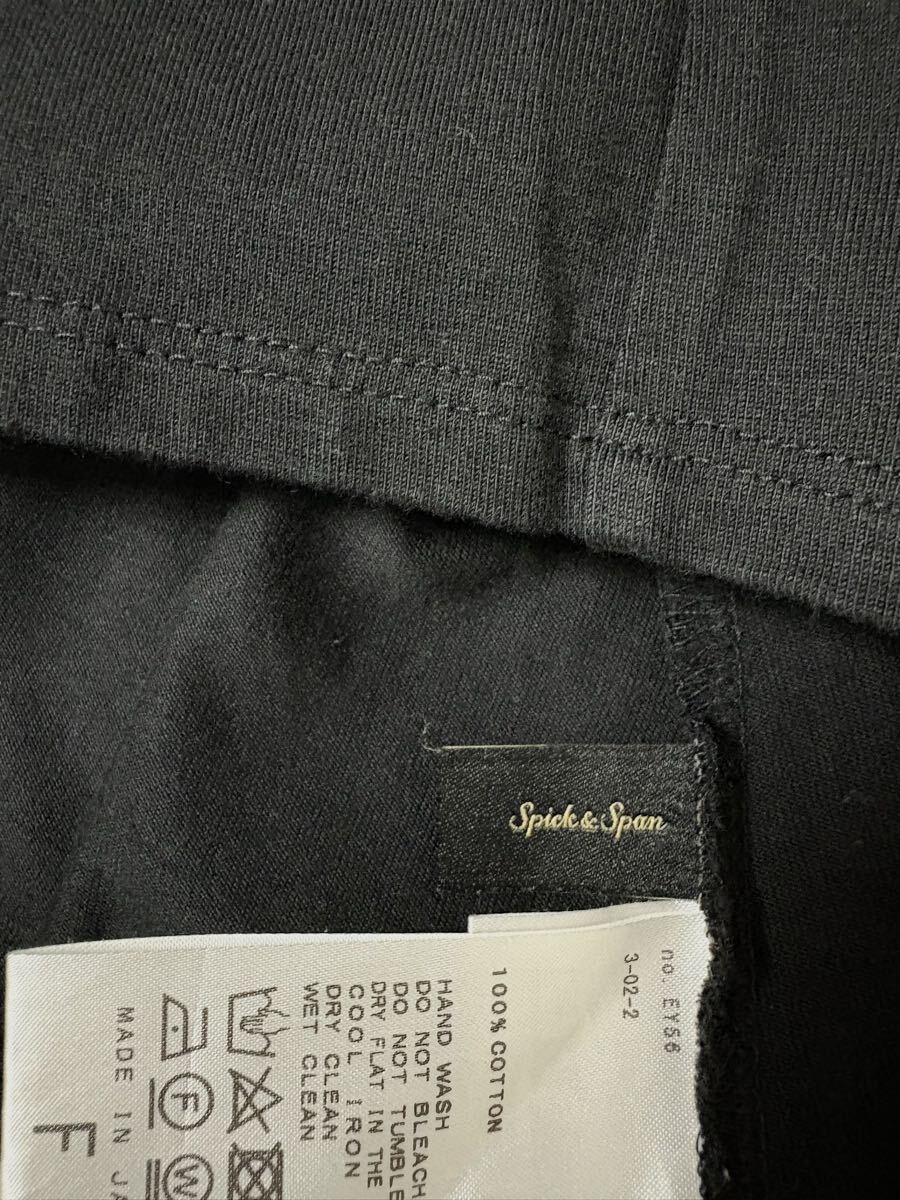 Spick&Span
no. EY56
3-02-2
100% COTTON
HAND WASH
DO NOT BLEACH
DO NOT TUMBLE
DRY FLAT IN THE
COOL IRON
DRY CLEAN
WET CLEAN
F
W
MADE IN JA
F